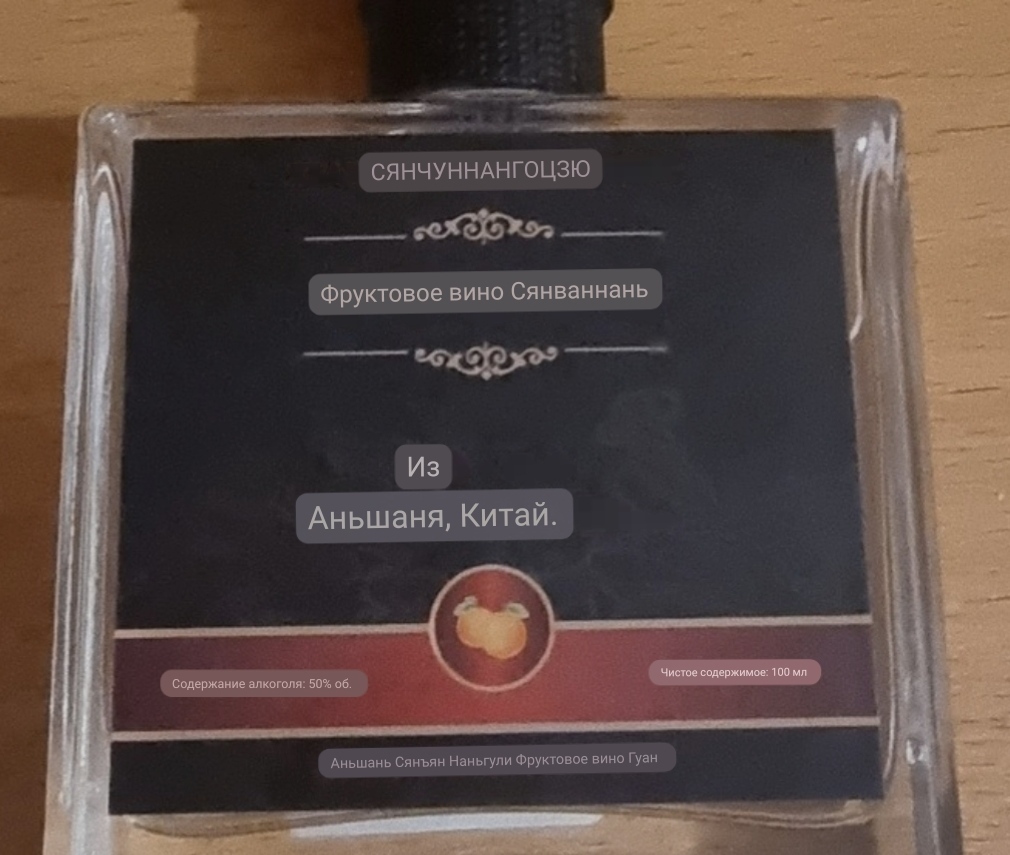 СЯНЧУННАНГОЦЗЮ
Фруктовое вино Сянваннань
Из
Аньшаня, Китай.
Содержание алкоголя: 50% об.
Чистое содержимое: 100 мл
Аньшань Сянъян Наньгули Фруктовое вино Гуан